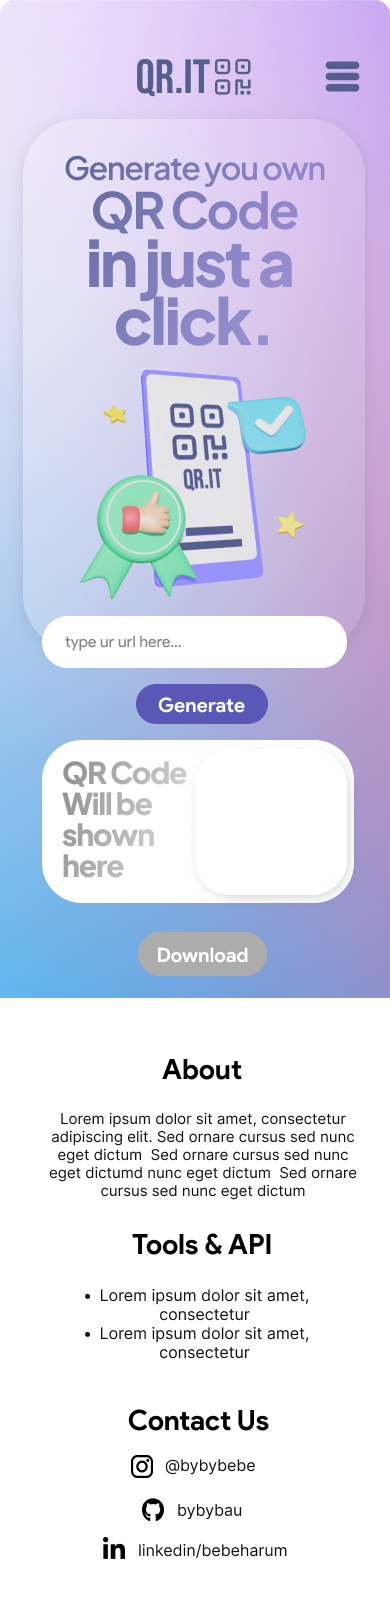 QR.IT
Generate you own
QR Code
in just a
click.
QR.IT
type ur url here...
Generate
QR Code
Will be
shown
here
Download
About
Lorem ipsum dolor sit amet, consectetur
adipiscing elit. Sed ornare cursus sed nunc
eget dictum  Sed ornare cursus sed nunc
eget dictumd nunc eget dictum  Sed ornare
cursus sed nunc eget dictum
Tools & API
• Lorem ipsum dolor sit amet,
consectetur
• Lorem ipsum dolor sit amet,
consectetur
Contact Us
@bybybebe
bybybau
linkedin/bebeharum